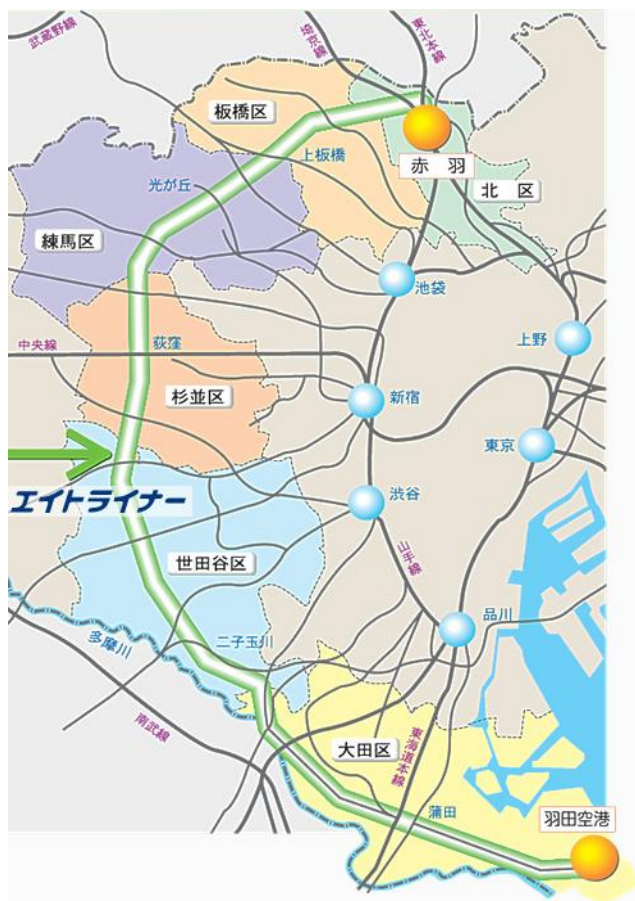 武蔵野線
埼京線
東北本線
板橋区
上板橋
赤羽
光が丘
北区
練馬区
池袋
上野
中央線
荻窪
杉並区
新宿
東京
エイトライナー
渋谷
世田谷区
山手線
品川
多摩川
二子玉川
南武線
大田区
東海道本線
蒲田
羽田空港